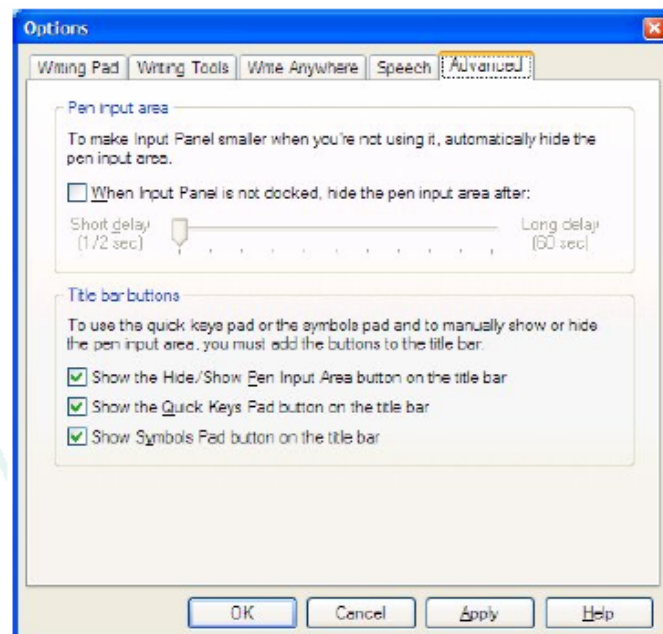 Options
Writing Pad Writing Tools Write Anywhere Speech Advanced
Pen input area
To make Input Panel smaller when you're not using it, automatically hide the
pen input area.
When Input Panel is not docked, hide the pen input area after:
Short delay Long delay
(1/2 sec) (60 sec)
Title bar buttons
To use the quick keys pad or the symbols pad and to manually show or hide
the pen input area, you must add the buttons to the title bar.
Show the Hide/Show Pen Input Area button on the title bar
Show the Quick Keys Pad button on the title bar
Show Symbols Pad button on the title bar
OK Cancel Apply Help